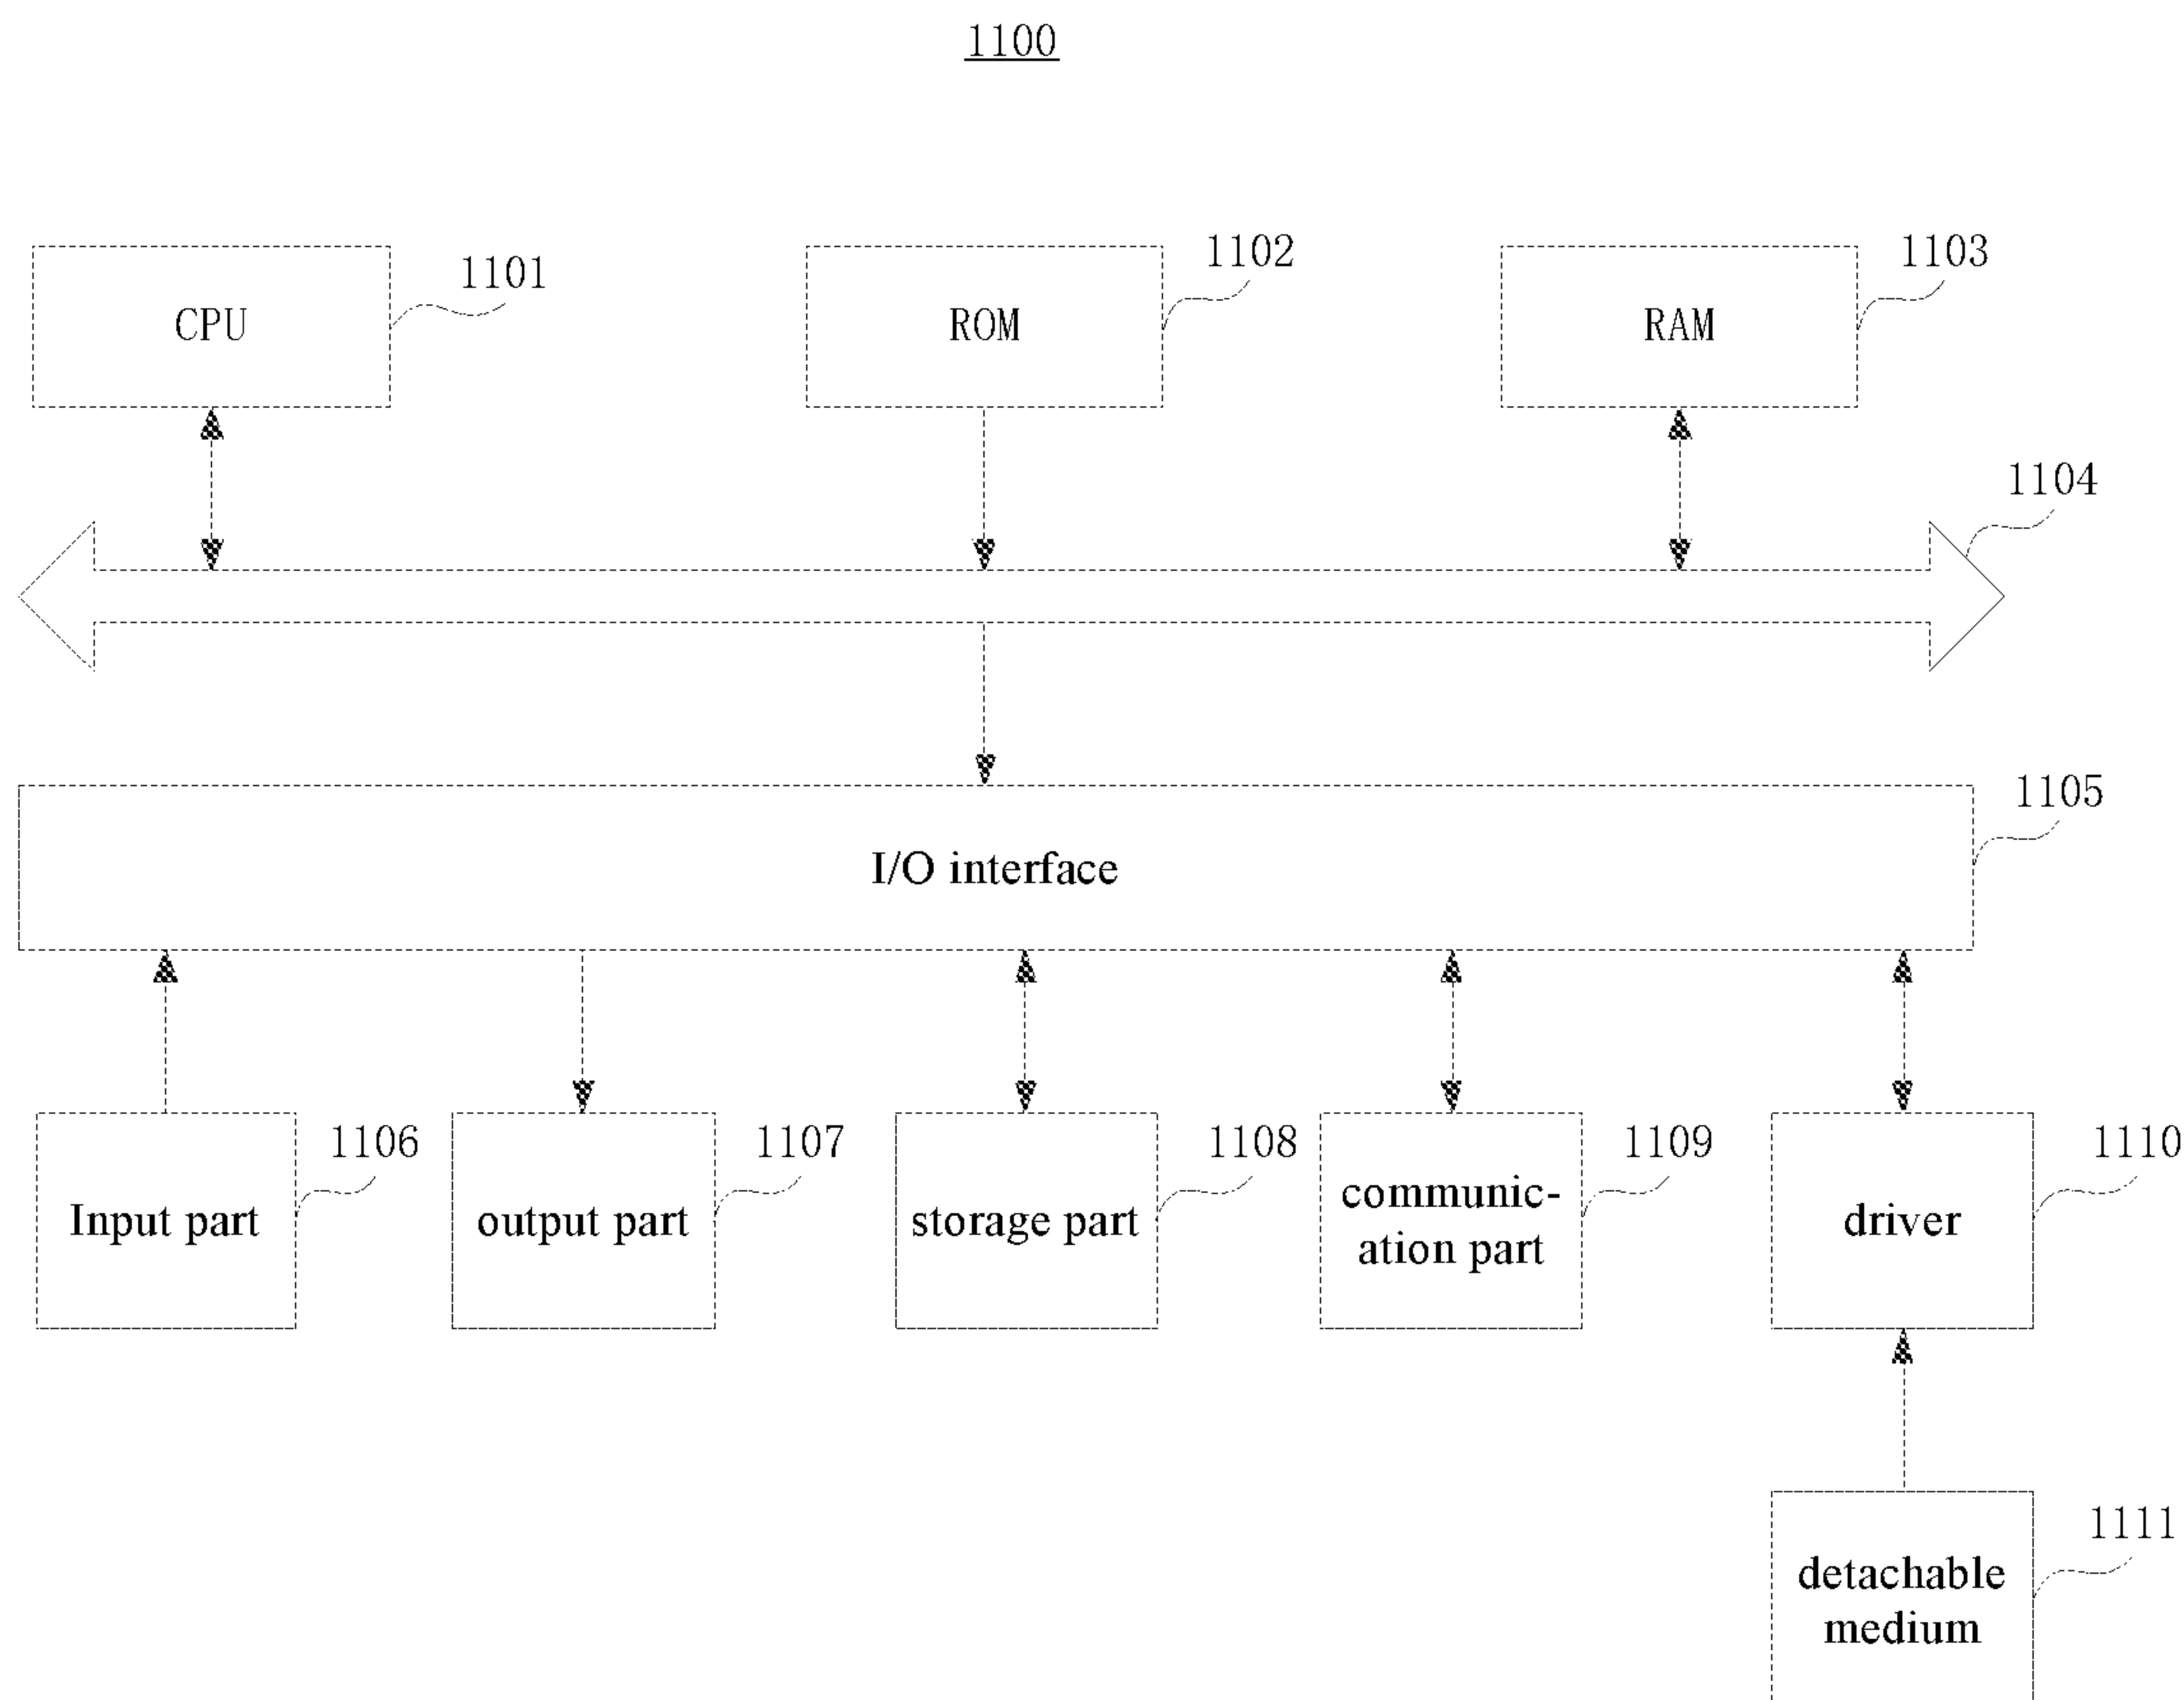 1100
CPU
1101
ROM
1102
RAM
1103
1104
1105
I/O interface
Input part
1106
output part
1107
storage part
1108
communic-
ation part
1109
driver
1110
detachable
medium
1111